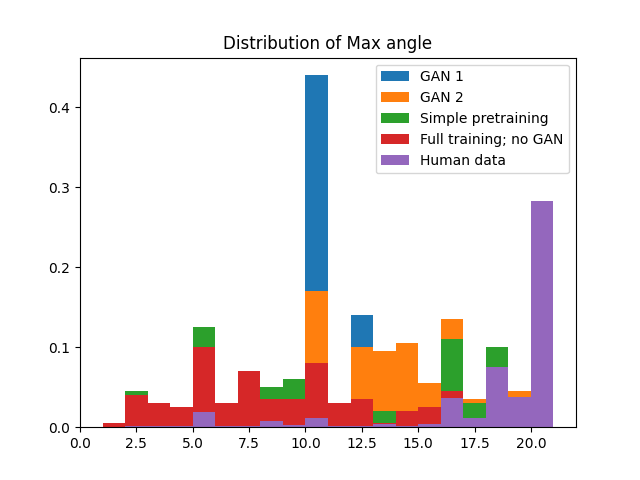 Distribution of Max angle
GAN 1
GAN 2
Simple pretraining
Full training; no GAN
Human data
0.4
0.3
0.2
0.1
0.0
0.0 2.5 5.0 7.5 10.0 12.5 15.0 17.5 20.0